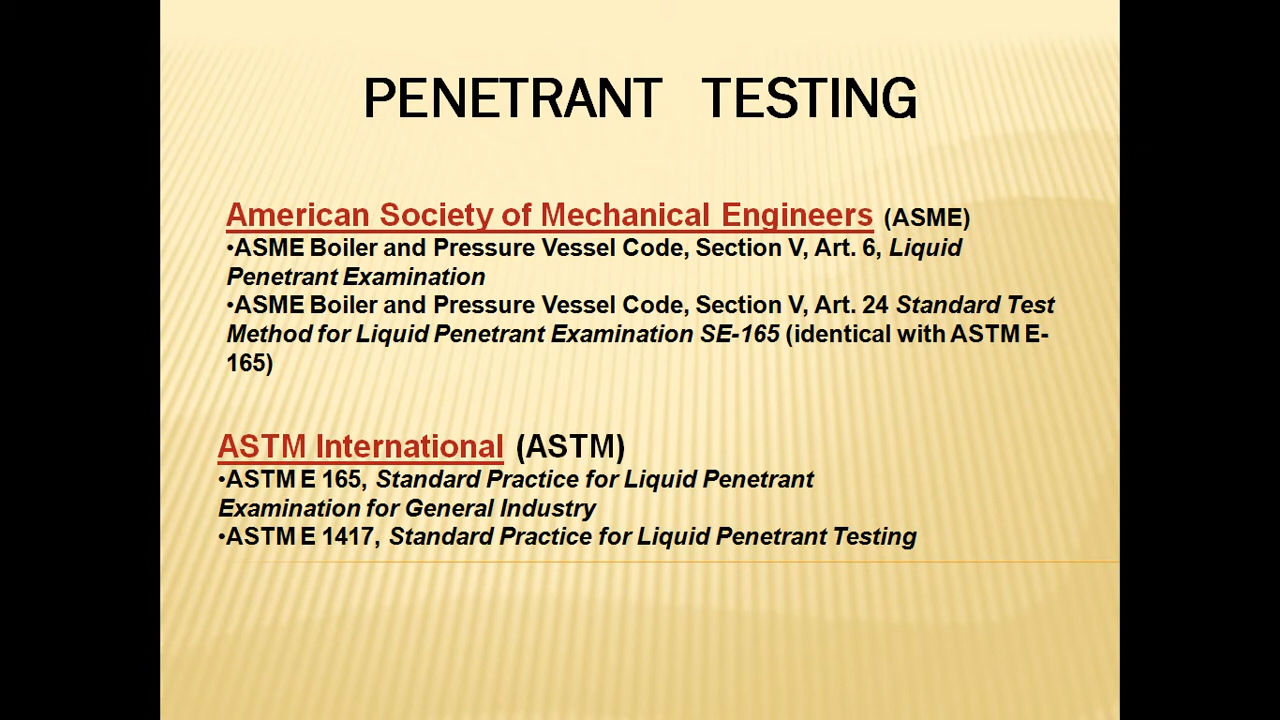 PENETRANT TESTING
American Society of Mechanical Engineers (ASME)
•ASME Boiler and Pressure Vessel Code, Section V, Art. 6, Liquid
Penetrant Examination
•ASME Boiler and Pressure Vessel Code, Section V, Art. 24 Standard Test
Method for Liquid Penetrant Examination SE-165 (identical with ASTM E-
165)
ASTM International (ASTM)
•ASTM E 165, Standard Practice for Liquid Penetrant
Examination for General Industry
•ASTM E 1417, Standard Practice for Liquid Penetrant Testing